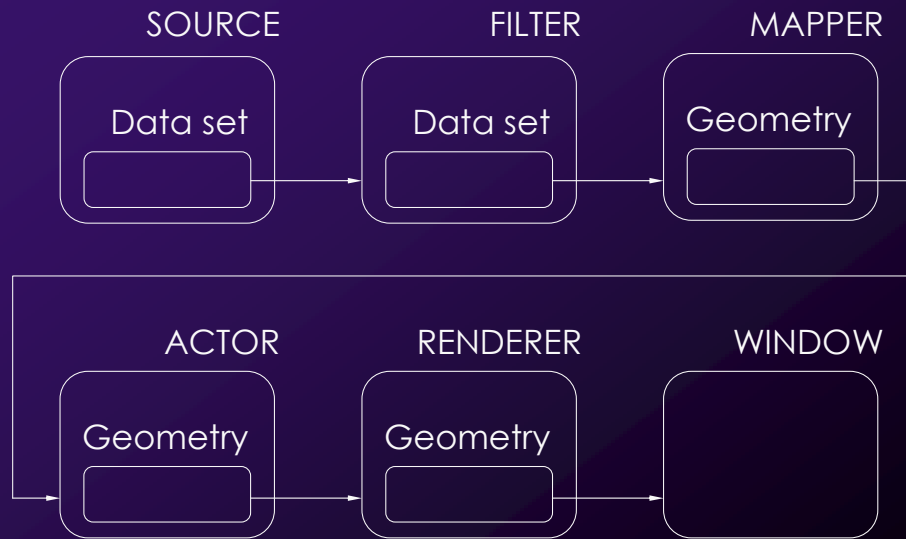 SOURCE FILTER MAPPER
Data set Data set Geometry
ACTOR RENDERER WINDOW
Geometry Geometry